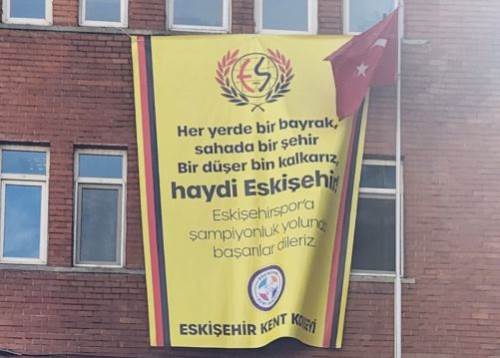 ES
Her yerde bir bayrak,
sahada bir şehir
Bir düşer bin kalkarız,
haydi Eskişehir!
Eskişehirspor'a
şampiyonluk yolunda
başarılar dileriz.
ESKİŞEHİR KENT KONSEYİ